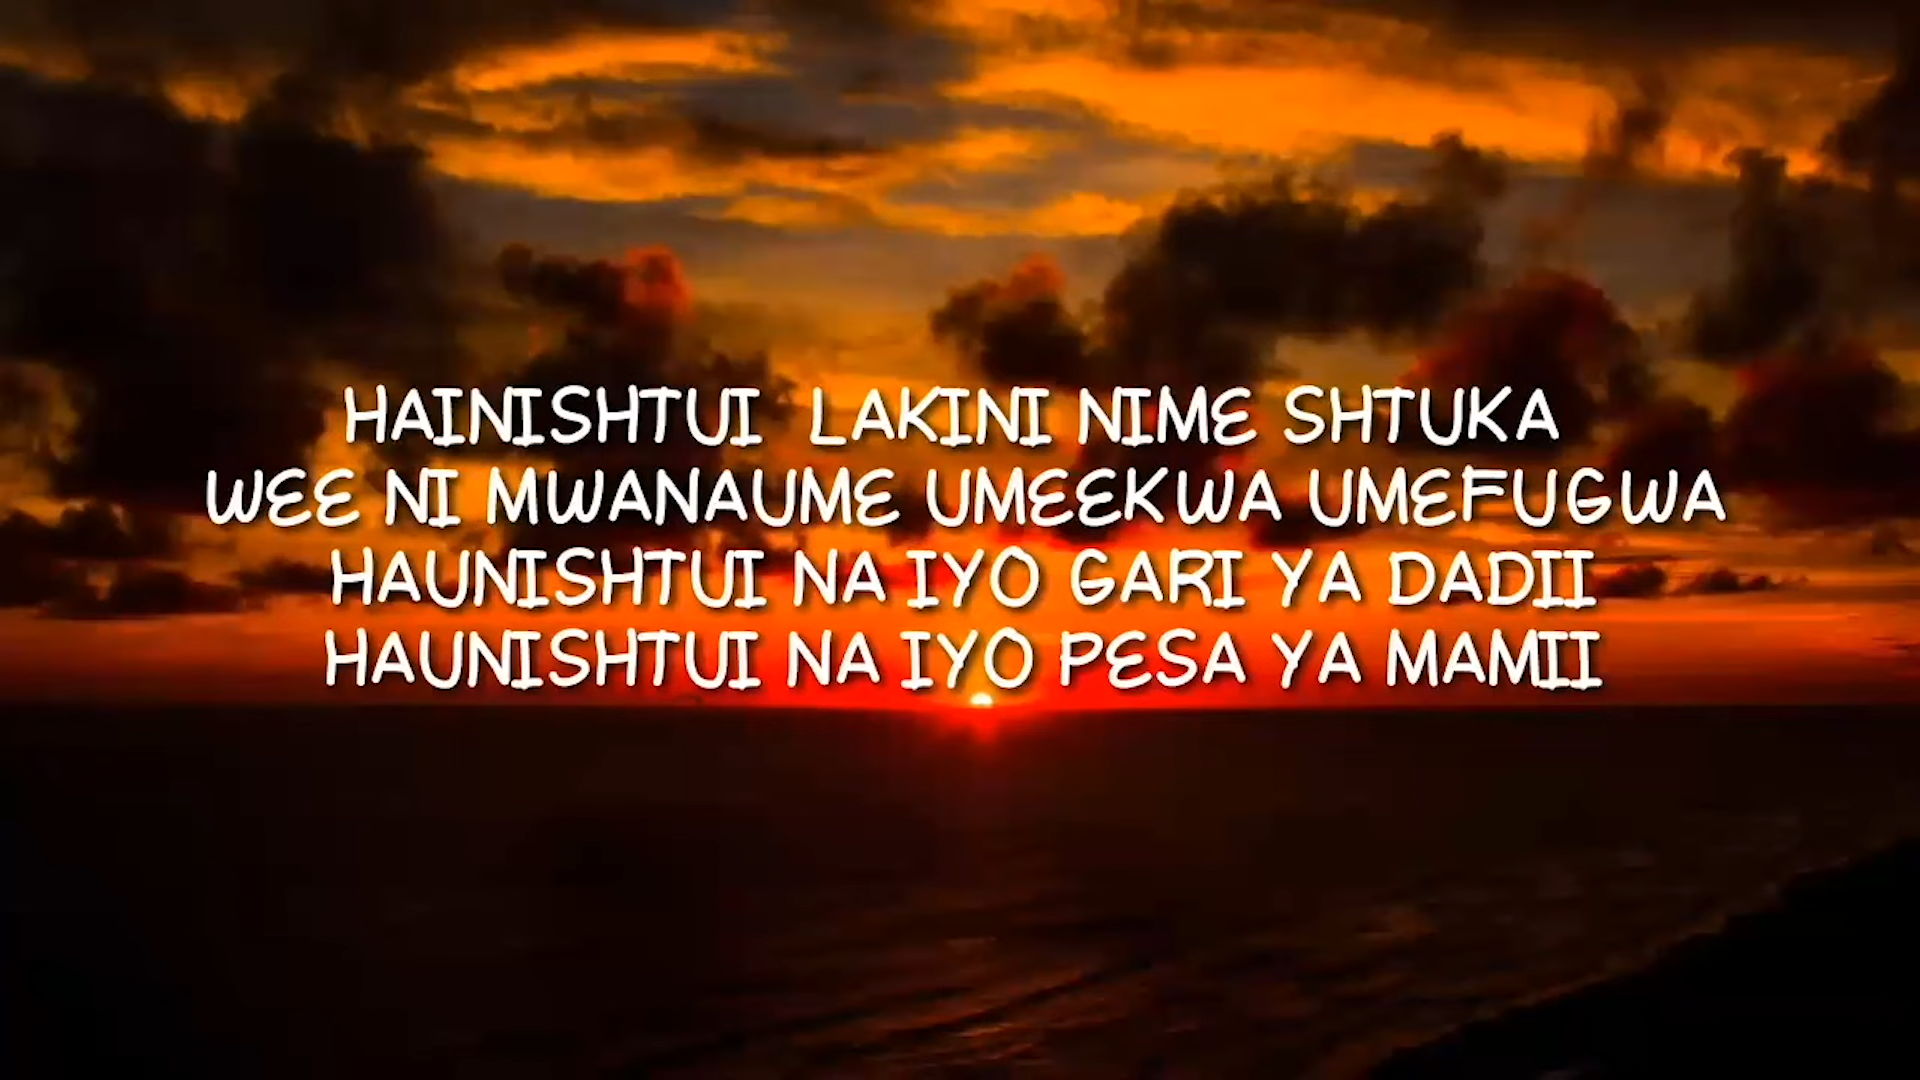 HAINISHTUI LAKINI NIME SHTUKA
WEE NI MWANAUME UMEEKWA UMEFUGWA
HAUNISHTUI NA IYO GARI YA DADII
HAUNISHTUI NA IYO PESA YA MAMII